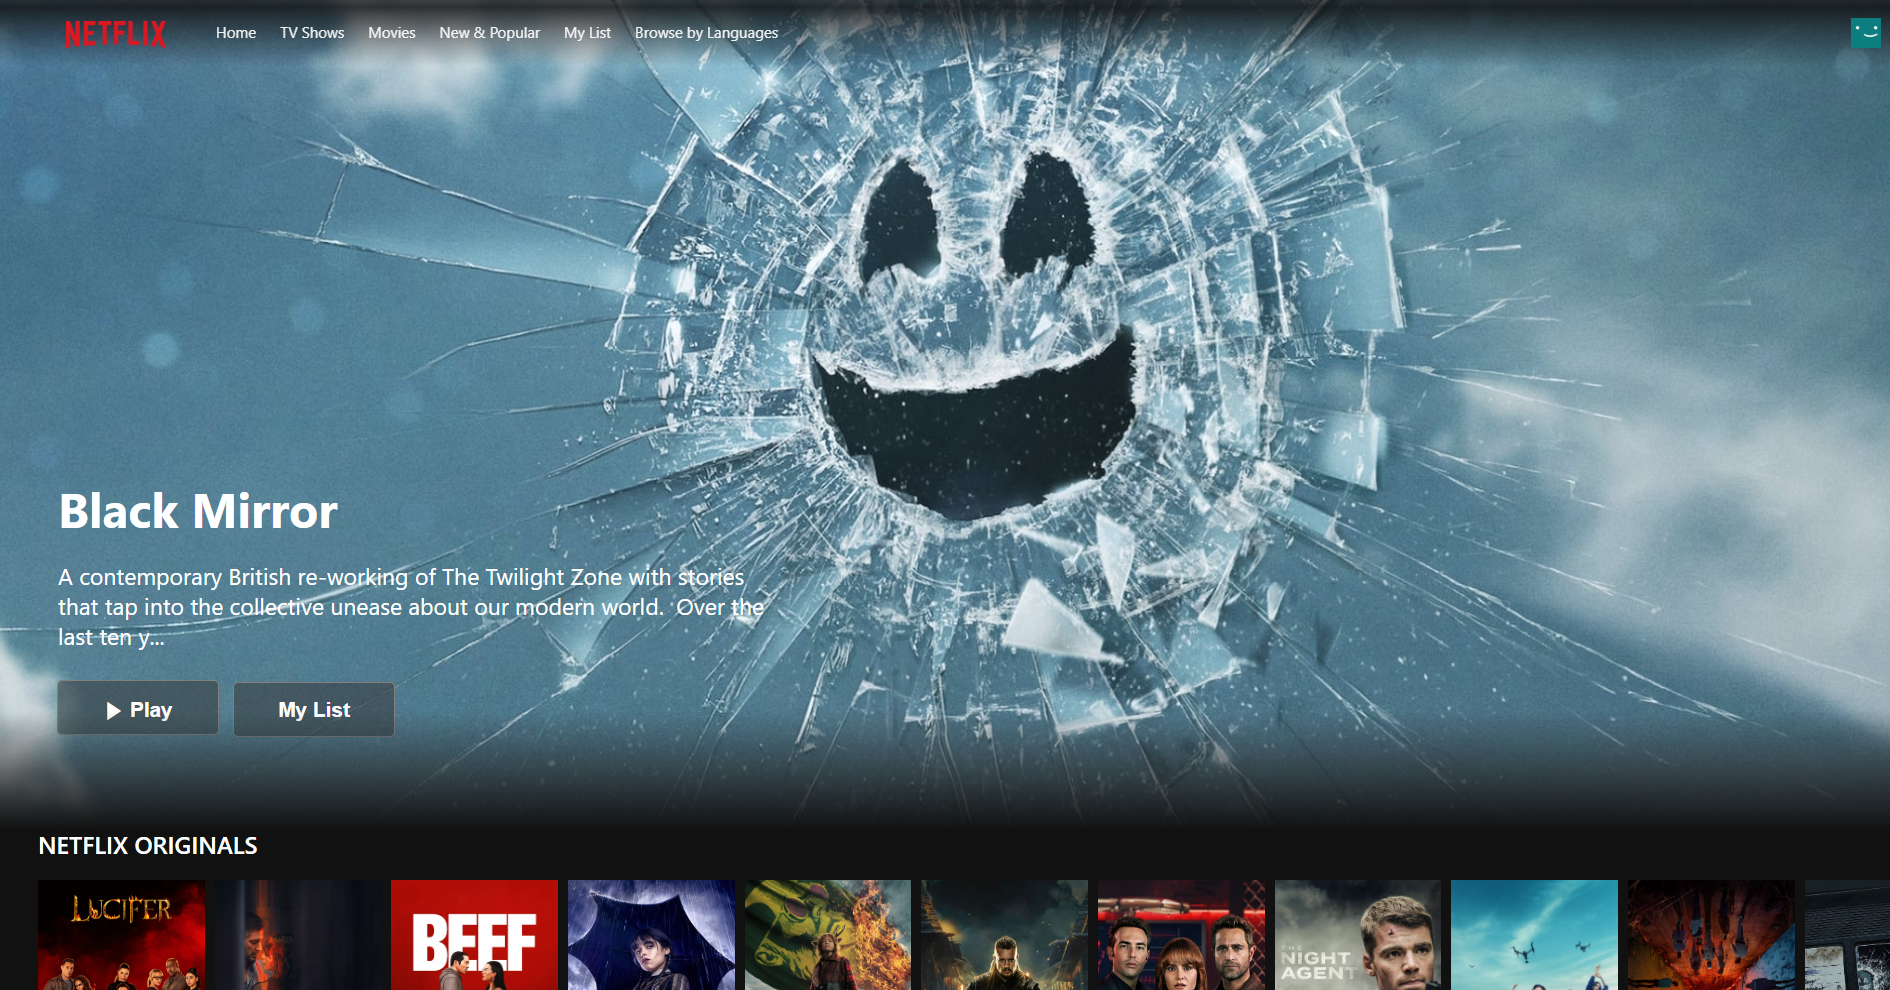 NETFLIX
Home TV Shows Movies New & Popular My List Browse by Languages
Black Mirror
A contemporary British re-working of The Twilight Zone with stories
that tap into the collective unease about our modern world.  Over the
last ten y...
Play My List
NETFLIX ORIGINALS
LUCIFER
BEEF
THE
NIGHT
AGENT